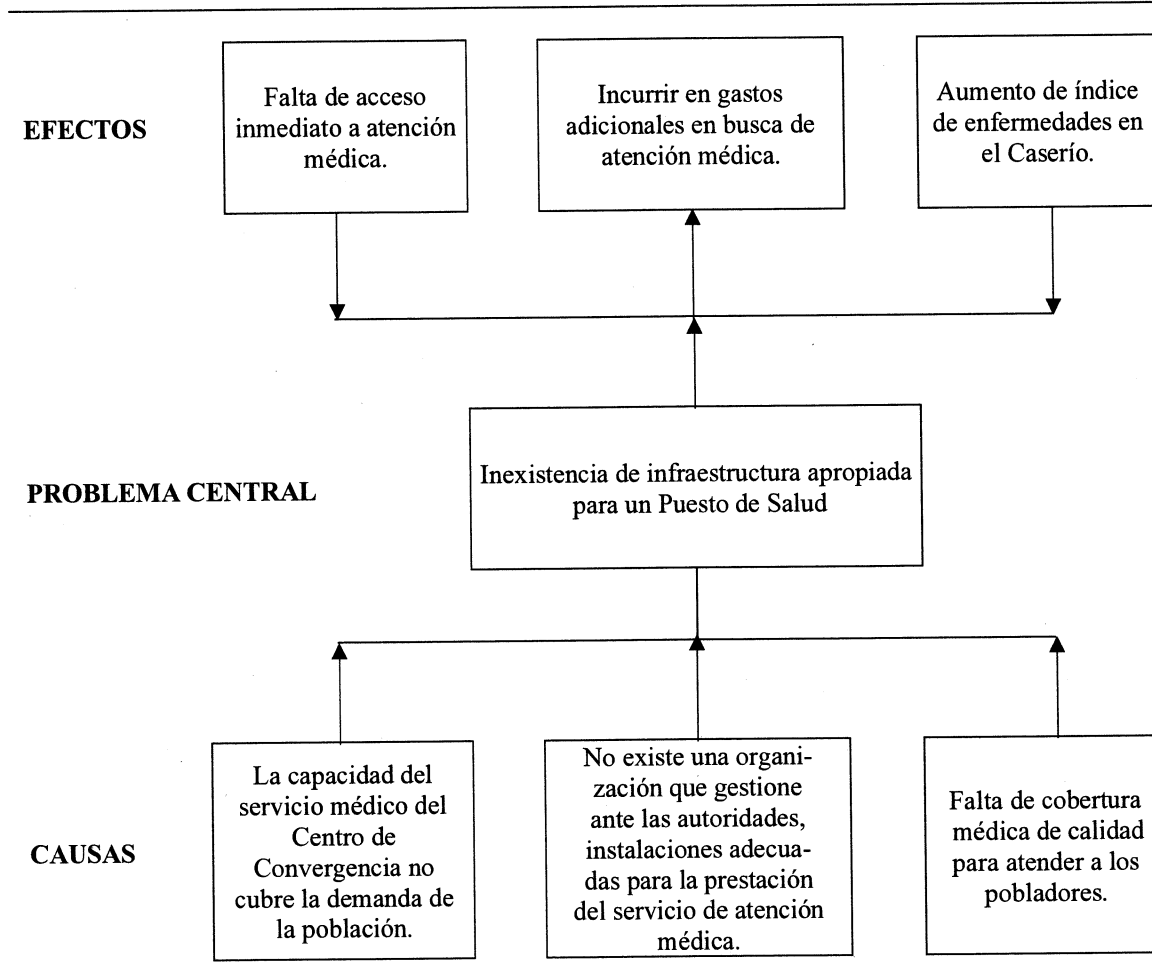 EFECTOS
Falta de acceso
inmediato a atención
médica.
Incurrir en gastos
adicionales en busca de
atención médica.
Aumento de índice
de enfermedades en
el Caserío.
PROBLEMA CENTRAL
Inexistencia de infraestructura apropiada
para un Puesto de Salud
CAUSAS
La capacidad del
servicio médico del
Centro de
Convergencia no
cubre la demanda de
la población.
No existe una organi-
zación que gestione
ante las autoridades,
instalaciones adecua-
das para la prestación
del servicio de atención
médica.
Falta de cobertura
médica de calidad
para atender a los
pobladores.